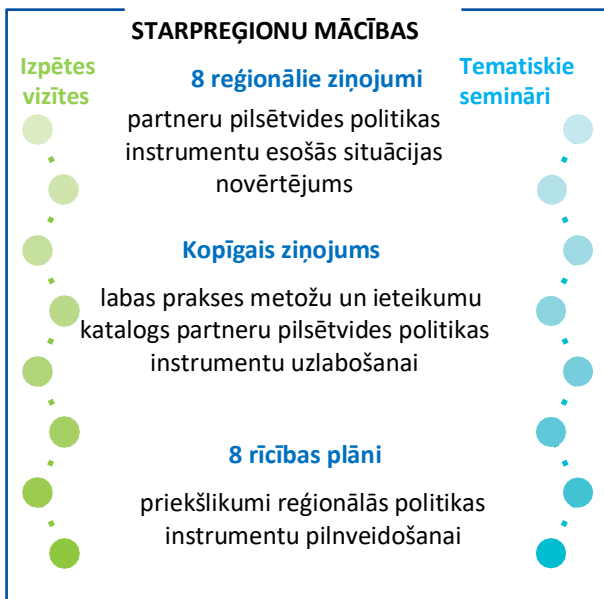 STARPREĢIONU MĀCĪBAS
Izpētes
vizītes
8 reģionālie ziņojumi
Tematiskie
semināri
partneru pilsētvides politikas
instrumentu esošās situācijas
novērtējums
Kopīgais ziņojums
labas prakses metožu un ieteikumu
katalogs partneru pilsētvides politikas
instrumentu uzlabošanai
8 rīcības plāni
priekšlikumi reģionālās politikas
instrumentu pilnveidošanai